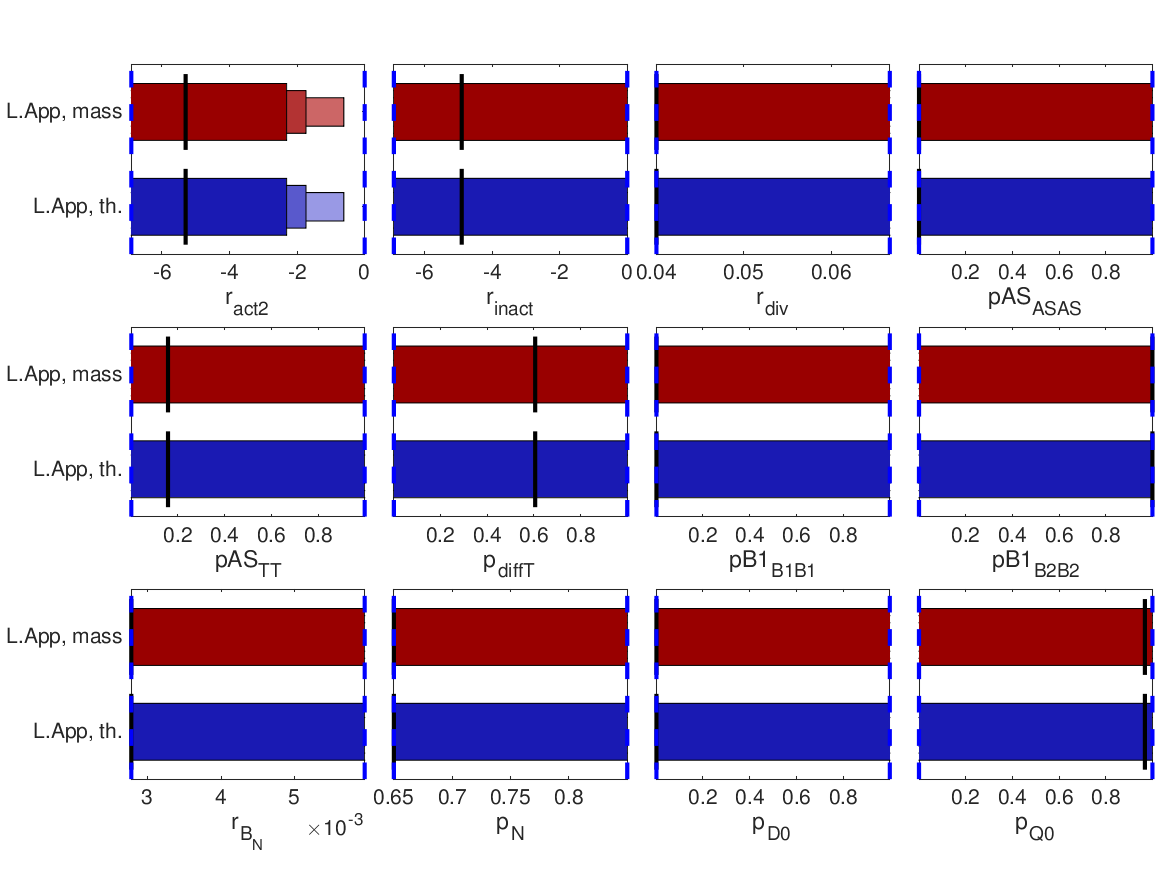 L.App, mass
L.App, th.
-6 -4 -2 0
r_act2
-6 -4 -2 0
r_inact
0.04 0.05 0.06
r_div
0.2 0.4 0.6 0.8
pAS_ASAS
L.App, mass
L.App, th.
0.2 0.4 0.6 0.8
pAS_TT
0.2 0.4 0.6 0.8
p_diffT
0.2 0.4 0.6 0.8
pB1_B1B1
0.2 0.4 0.6 0.8
pB1_B2B2
L.App, mass
L.App, th.
3 4 5
×10^-3
r_B_N
0.65 0.7 0.75 0.8
p_N
0.2 0.4 0.6 0.8
p_D0
0.2 0.4 0.6 0.8
p_Q0